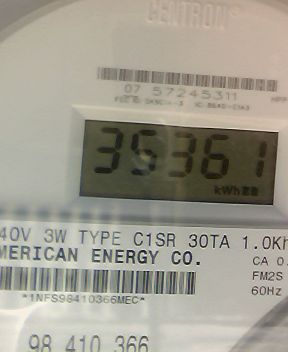 CENTRON
07 57245311
35361
kWh
40V 3W TYPE C1SR 30TA 1.0Kh
MERICAN ENERGY CO.
CA 0.
FM2S
60Hz
*1NFS98410366MEC*
98 410 366